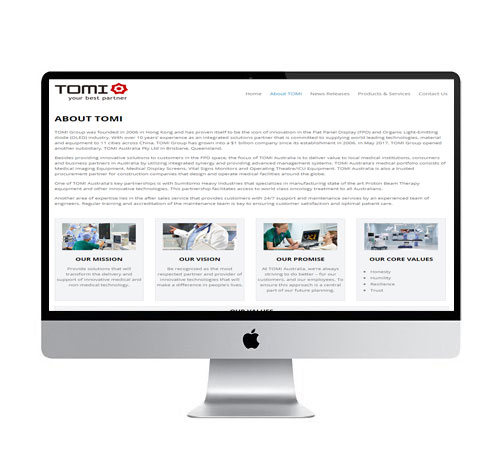 TOMI
your best partner
Home
About TOMI
News Releases
Products & Services
Contact Us
ABOUT TOMI
TOMI Group was founded in 2006 in Hong Kong and has proven itself to be the icon of innovation in the Flat Panel Display (FPD) and Organic Light-Emitting
diode (OLED) industry. With over 10 years' experience as an integrated solutions partner that is committed to supplying world leading technologies, material
and equipment to 11 cities across China, TOMI Group has grown into a $1 billion company since its establishment in 2006. In May 2017, TOMI Group opened
another subsidiary, TOMI Australia Pty Ltd in Brisbane, Queensland.
Besides providing innovative solutions to customers in the FPD space, the focus of TOMI Australia is to deliver value to local medical institutions, consumers
and business partners in Australia by utilising integrated synergy and providing advanced management systems. TOMI Australia's medical portfolio consists of
Medical Imaging Equipment, Medical Display Screens, Vital Signs Monitors and Operating Theatre/ICU Equipment. TOMI Australia is also a trusted
procurement partner for construction companies that design and operate medical facilities around the globe.
One of TOMI Australia's key partnerships is with Sumitomo Heavy Industries that specialises in manufacturing state of the art Proton Beam Therapy
equipment and other innovative technologies. This partnership facilitates access to world class oncology treatment to all Australians.
Another area of expertise lies in the after sales service that provides customers with 24/7 support and maintenance services by an experienced team of
engineers. Regular training and accreditation of the maintenance team is key to ensuring customer satisfaction and optimal patient care.
OUR MISSION
Provide solutions that will
transform the delivery and
support of innovative medical and
non-medical technology.
OUR VISION
Be recognised as the most
respected partner and provider of
innovative technologies that will
make a difference in people's lives.
OUR PROMISE
At TOMI Australia, we're always
striving to do better – for our
customers, and our employees. To
ensure this approach is a central
part of our future planning.
OUR CORE VALUES
Honesty
Humility
Resilience
Trust
OUR VALUES